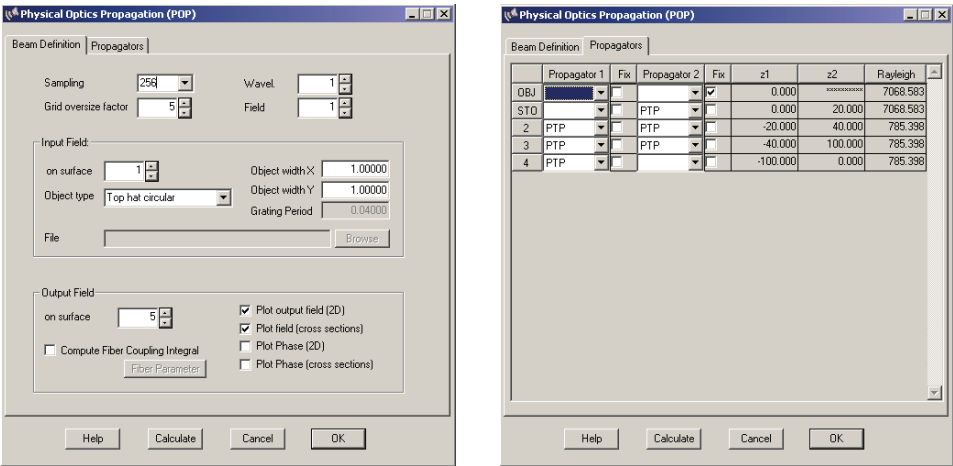 Physical Optics Propagation (POP)
Beam Definition Propagators
Sampling 256 Wavel. 1
Grid oversize factor 5 Field 1
Input Field:
on surface 1 Object width X 1.00000
Object width Y 1.00000
Object type Top hat circular
Grating Period 0.04000
File Browse
Output Field
on surface 5
Plot output field (2D)
Plot field (cross sections)
Compute Fiber Coupling Integral
Plot Phase (2D)
Fiber Parameter
Plot Phase (cross sections)
Help Calculate Cancel OK
Physical Optics Propagation (POP)
Beam Definition Propagators
Propagator 1 Fix Propagator 2 Fix z1 z2 Rayleigh
OBJ 0.000 ********** 7068.583
STO PTP 0.000 20.000 7068.583
2 PTP PTP -20.000 40.000 785.398
3 PTP PTP -40.000 100.000 785.398
4 PTP -100.000 0.000 785.398
Help Calculate Cancel OK